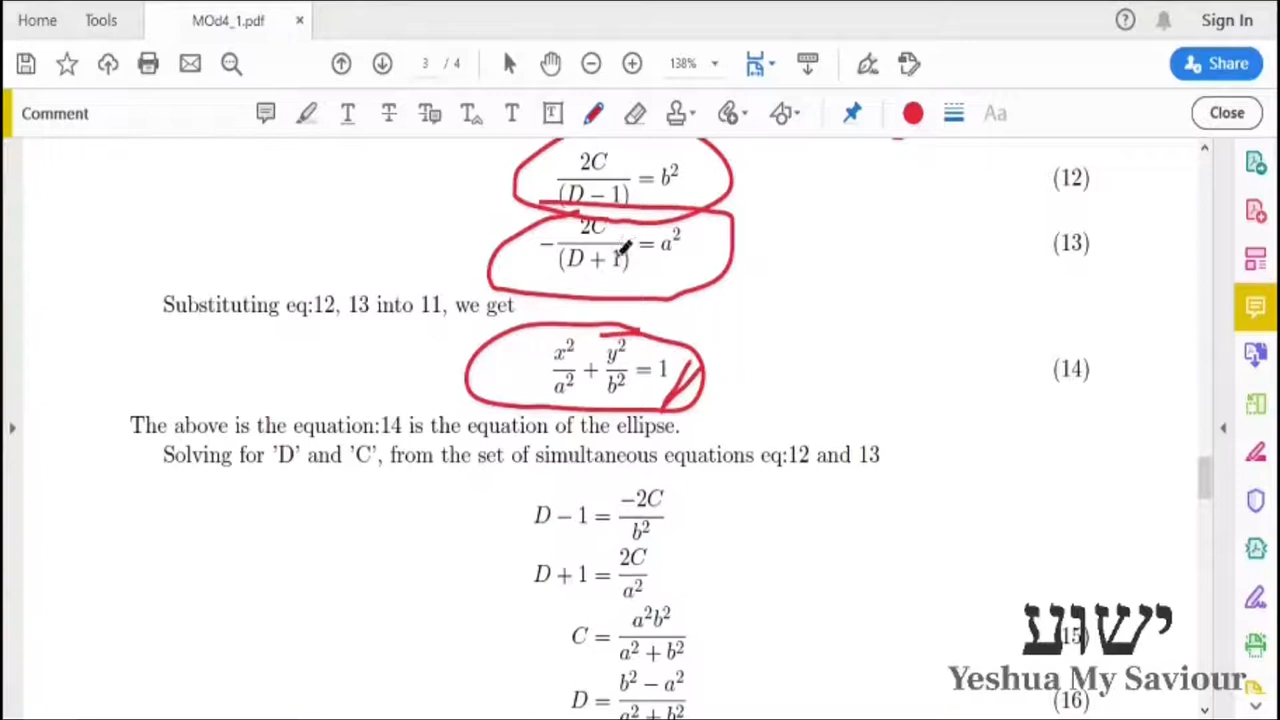 Home Tools MOd4_1.pdf × Sign In
3 / 4 138% Share
Comment T T T T Aa Close
2C/(D − 1) = b² (12)
−2C/(D + 1) = a² (13)
Substituting eq:12, 13 into 11, we get
x²/a² + y²/b² = 1 (14)
The above is the equation:14 is the equation of the ellipse.
Solving for 'D' and 'C', from the set of simultaneous equations eq:12 and 13
D − 1 = −2C/b²
D + 1 = 2C/a²
C = a²b²/(a² + b²) (15)
D = (b² − a²)/(a² + b²) (16)
ישוע
Yeshua My Saviour